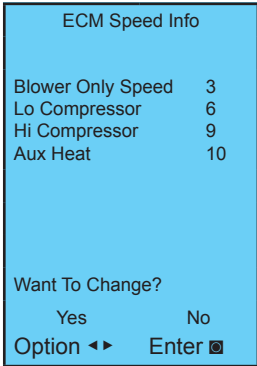 ECM Speed Info
Blower Only Speed 3
Lo Compressor 6
Hi Compressor 9
Aux Heat 10
Want To Change?
Yes No
Option ◄► Enter ◙